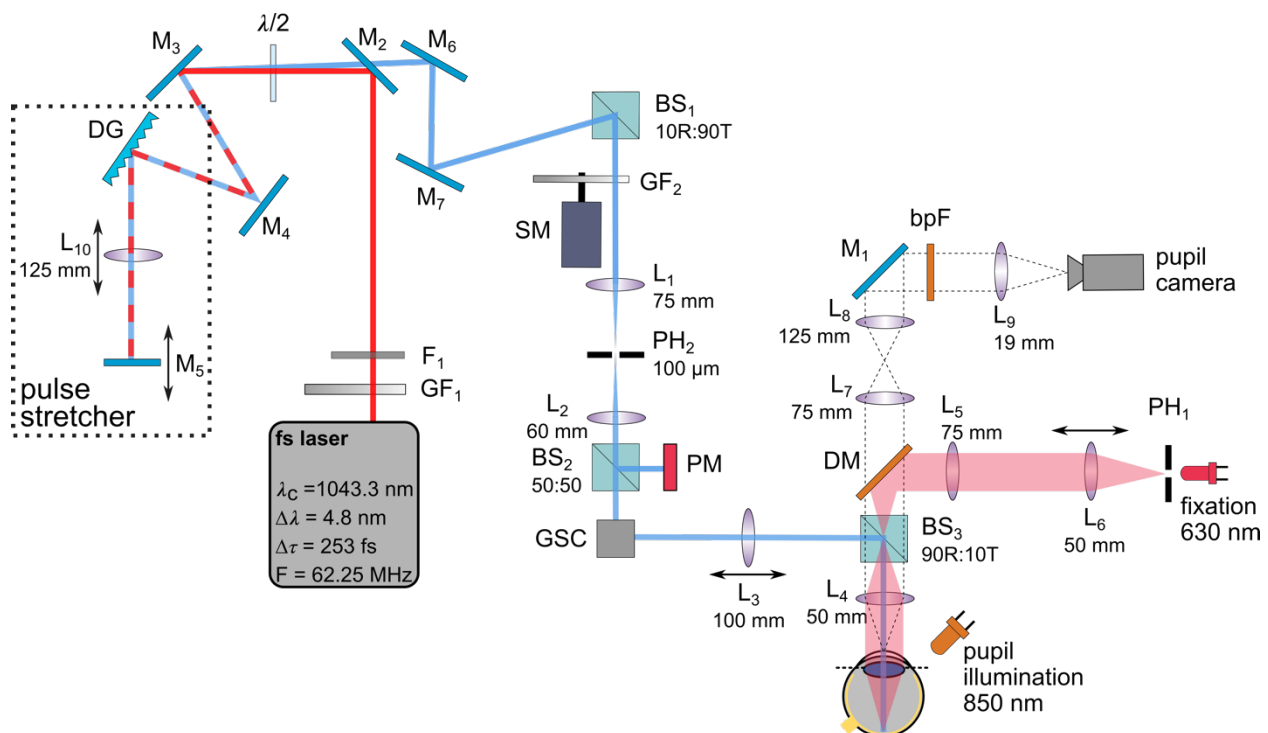 λ/2
M₂
M₃
M₆
DG
BS₁
10R:90T
M₇
GF₂
M₄
SM
L₁₀
125 mm
L₁
75 mm
M₁
bpF
pupil
camera
L₈
125 mm
L₉
19 mm
M₅
pulse
stretcher
F₁
GF₁
PH₂
100 µm
L₇
75 mm
L₂
60 mm
L₅
75 mm
PH₁
fs laser
λC =1043.3 nm
Δλ = 4.8 nm
Δτ = 253 fs
F = 62.25 MHz
BS₂
50:50
PM
DM
fixation
630 nm
L₆
50 mm
GSC
BS₃
90R:10T
L₃
100 mm
L₄
50 mm
pupil
illumination
850 nm